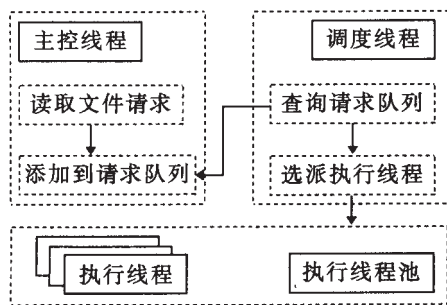 主控线程
调度线程
读取文件请求
查询请求队列
添加到请求队列
选派执行线程
执行线程
执行线程池